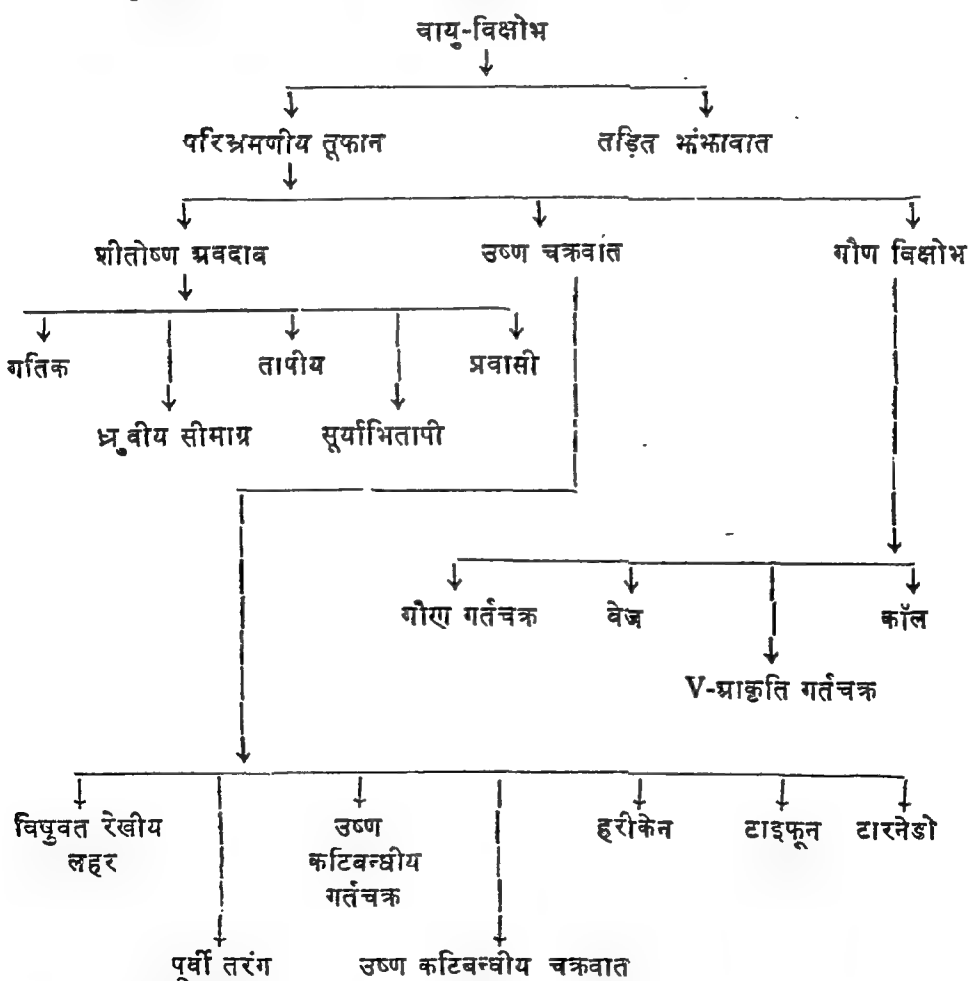 वायु-विक्षोभ
परिभ्रमणीय तूफान
तड़ित झंझावात
शीतोष्ण अवदाब
उष्ण चक्रवात
गौण विक्षोभ
गतिक
तापीय
प्रवासी
ध्रुवीय सीमाग्र
सूर्याभितापी
गौण गर्तचक्र
वेज
कॉल
V-आकृति गर्तचक्र
विषुवत रेखीय
लहर
उष्ण
कटिबन्धीय
गर्तचक्र
हरीकेन
टाइफून
टारनेडो
पूर्वी तरंग
उष्ण कटिबन्धीय चक्रवात